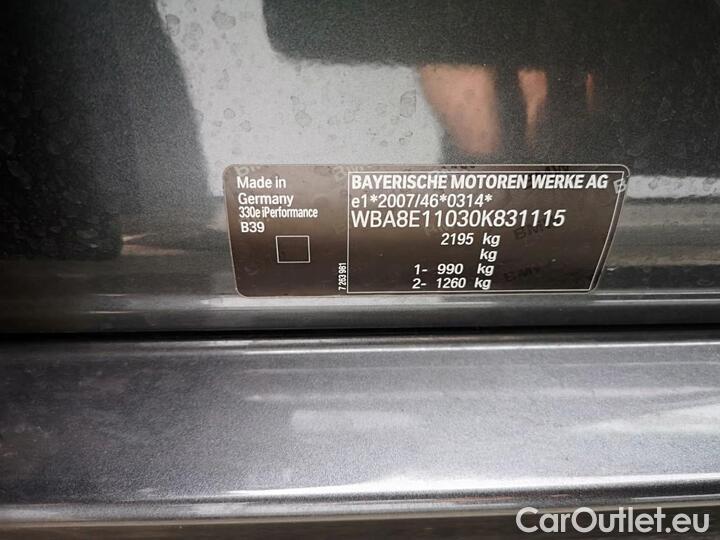 Made in
Germany
330e iPerformance
B39
7 263 981
BAYERISCHE MOTOREN WERKE AG
e1*2007/46*0314*
WBA8E11030K831115
2195 kg
kg
1- 990 kg
2- 1260 kg
CarOutlet.eu